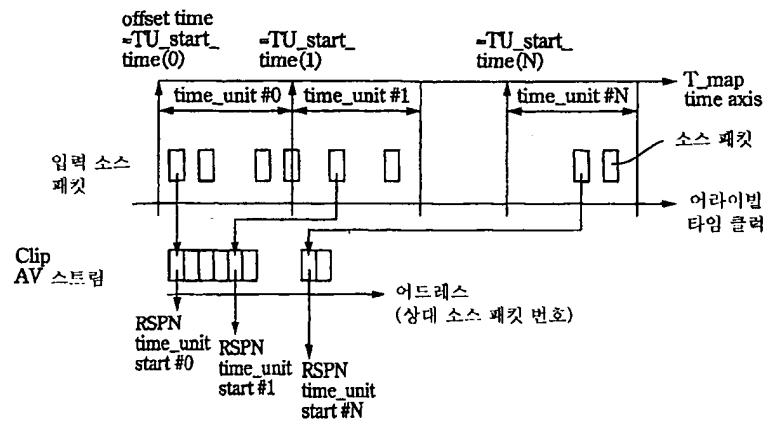 offset time
=TU_start_
time(0)
=TU_start_
time(1)
=TU_start_
time(N)
T_map
time axis
time_unit #0
time_unit #1
time_unit #N
입력 소스
패킷
소스 패킷
어라이벌
타임 클럭
Clip
AV 스트림
어드레스
(상대 소스 패킷 번호)
RSPN
time_unit
start #0
RSPN
time_unit
start #1
RSPN
time_unit
start #N